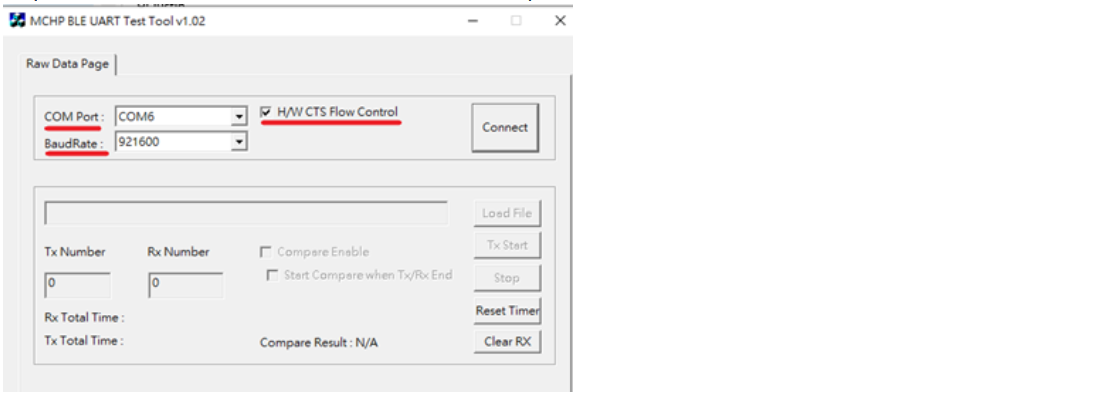 MCHP BLE UART Test Tool v1.02
Raw Data Page
COM Port : COM6
H/W CTS Flow Control
Connect
BaudRate : 921600
Load File
Tx Number Rx Number
Compare Enable
Tx Start
0 0
Start Compare when Tx/Rx End
Stop
Rx Total Time :
Reset Timer
Tx Total Time :
Compare Result : N/A
Clear RX